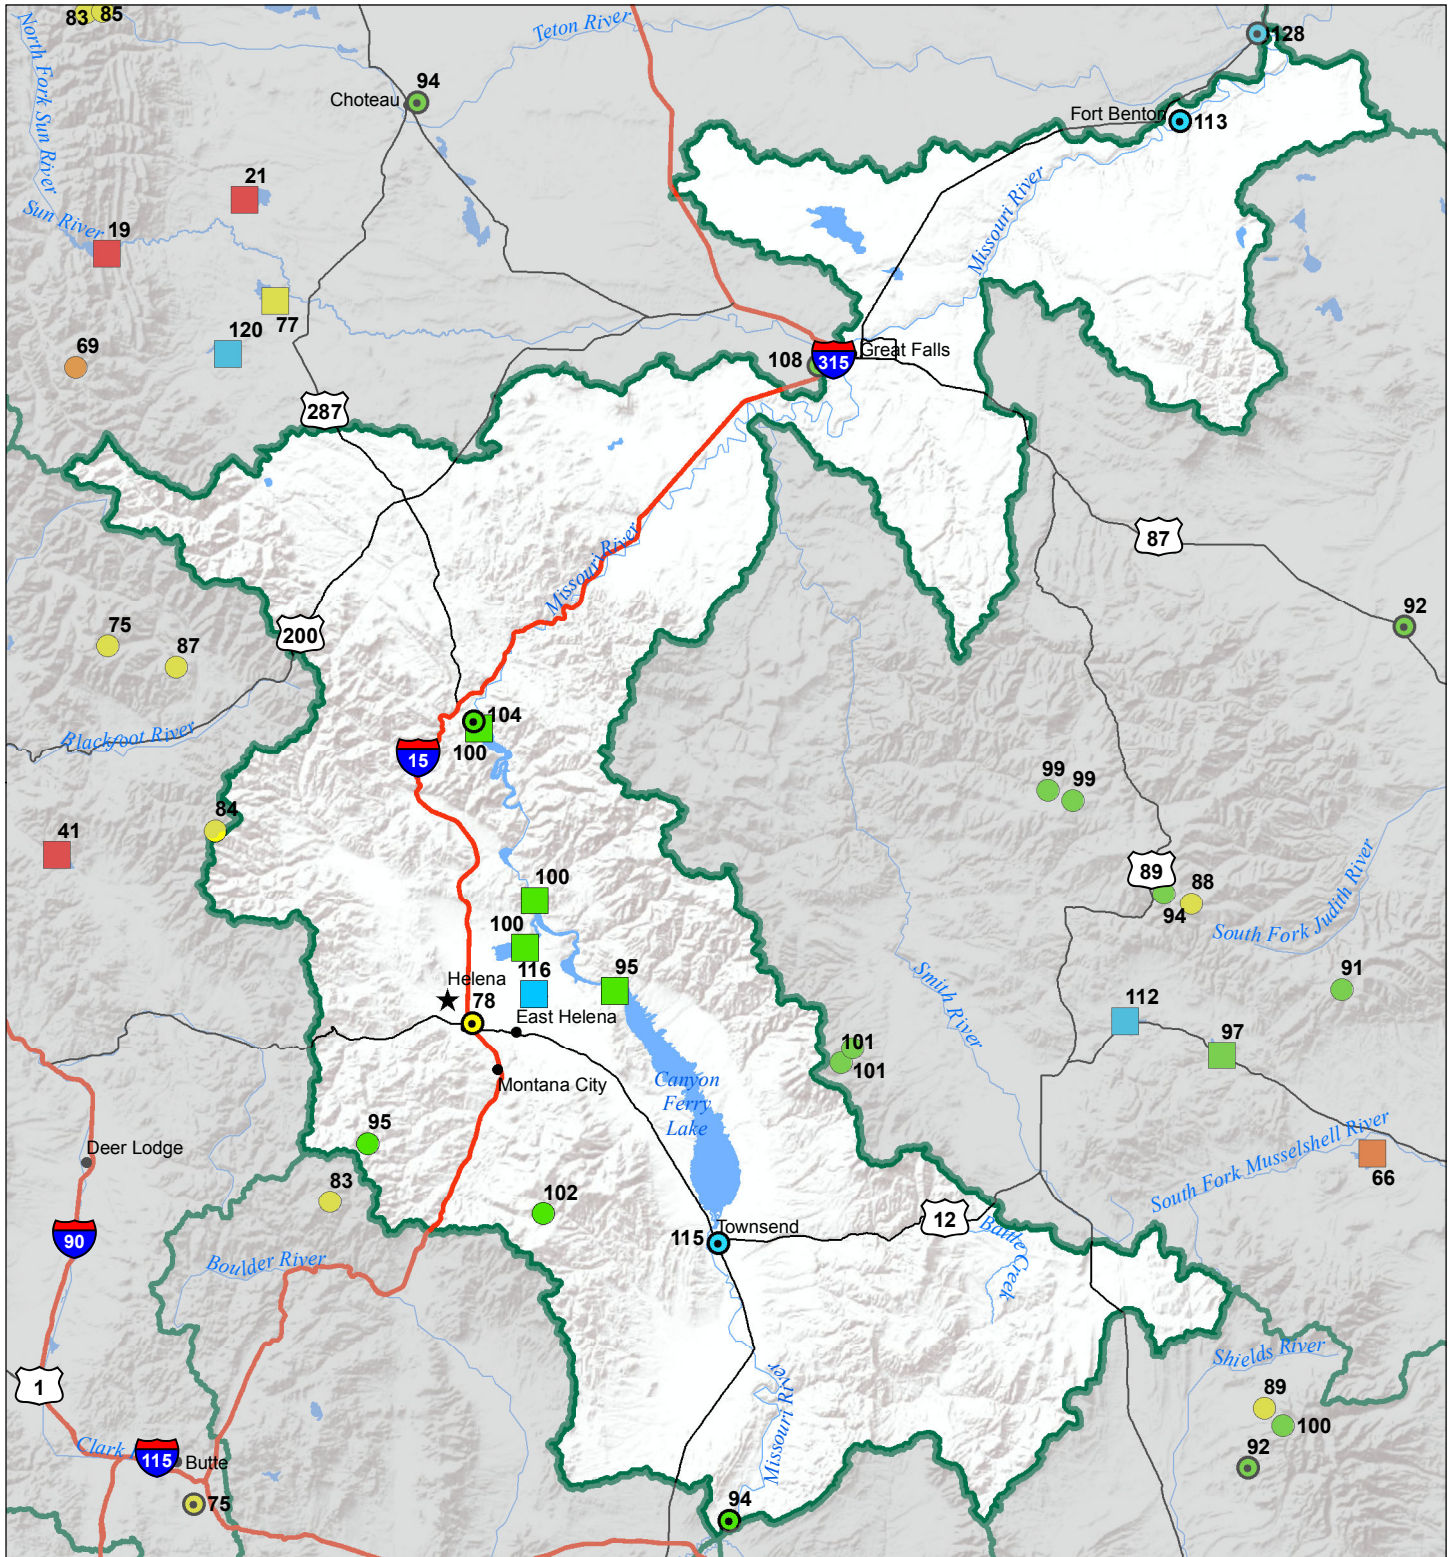 83
85
North Fork Sun River
Teton River
128
94
Choteau
Fort Benton
113
21
Sun River
19
Missouri River
77
120
69
108
315
Great Falls
287
87
Missouri River
200
92
75
87
Blackfoot River
104
100
15
99
99
84
41
89
88
94
South Fork Judith River
100
100
116
95
Helena
78
East Helena
Smith River
91
112
97
101
101
Montana City
Canyon
Ferry
Lake
95
Deer Lodge
South Fork Musselshell River
66
83
102
12
Townsend
115
Battle Creek
90
Boulder River
Shields River
1
Missouri River
89
100
92
Clark
115
Butte
75
94